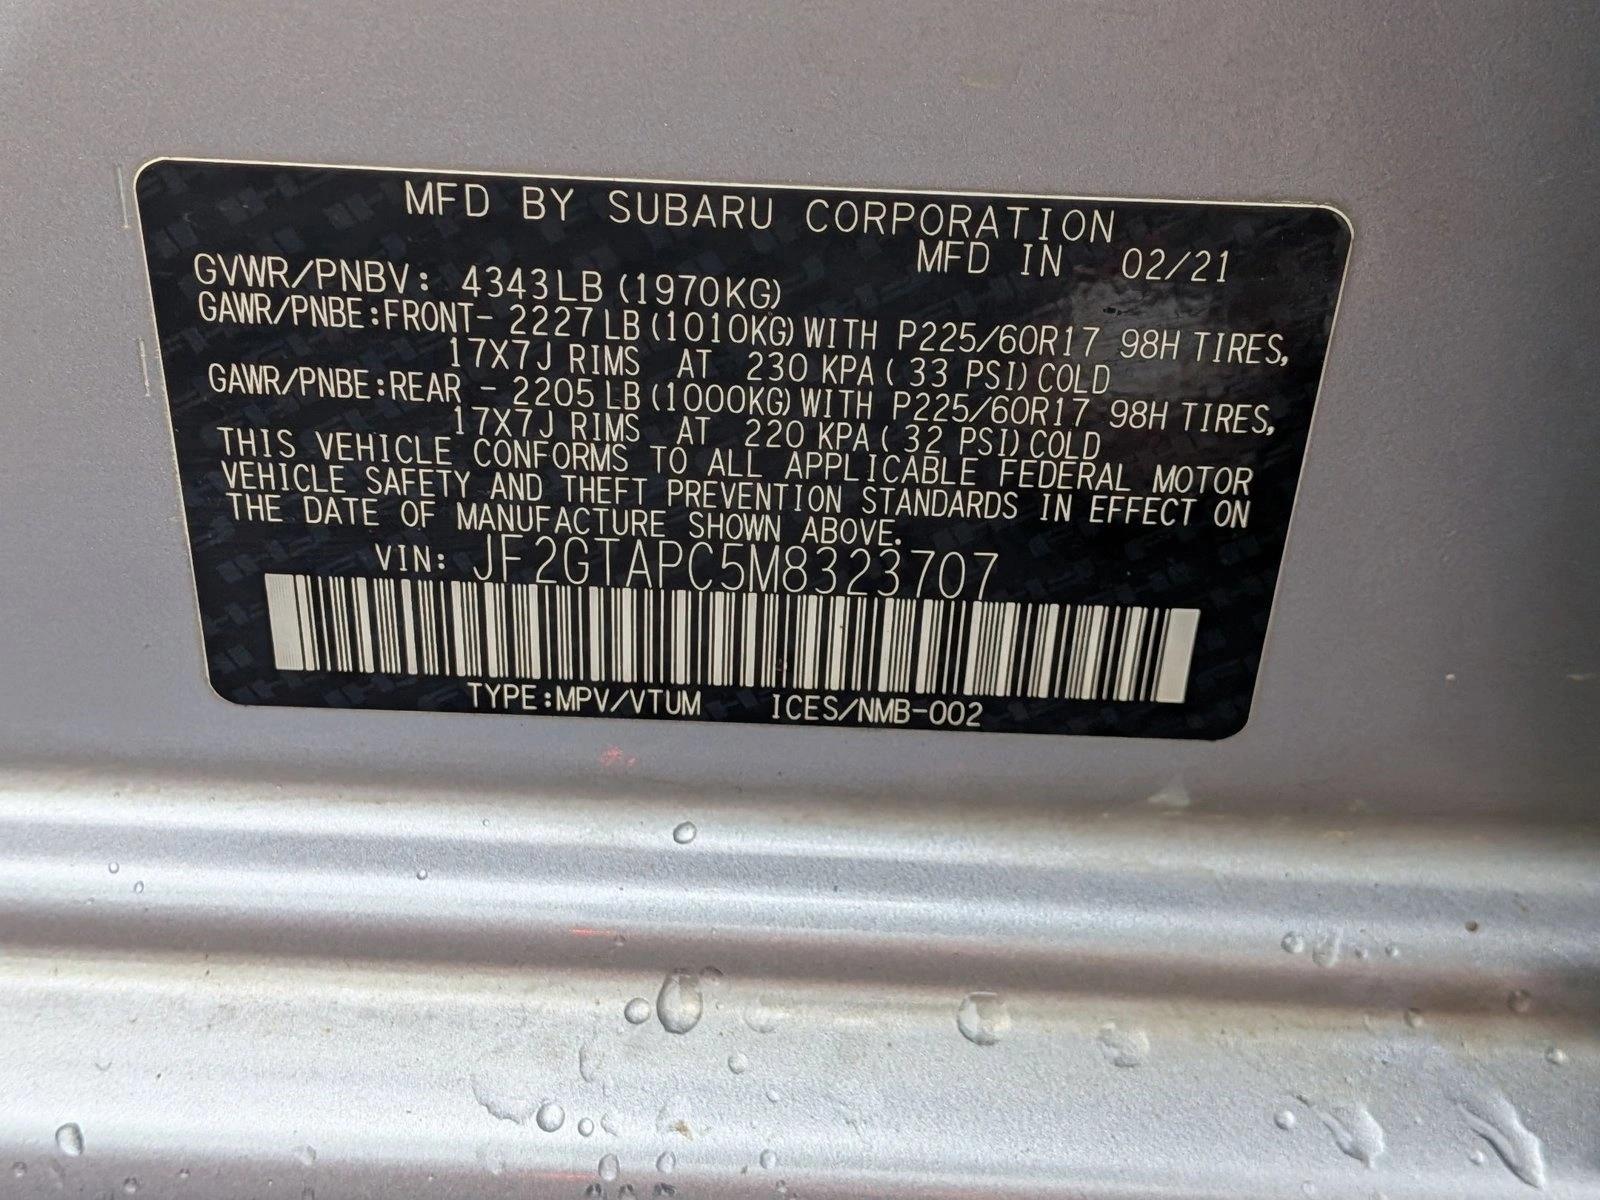 MFD BY SUBARU CORPORATION
MFD IN 02/21
GVWR/PNBV: 4343LB (1970KG)
GAWR/PNBE:FRONT- 2227LB(1010KG)WITH P225/60R17 98H TIRES,
17X7J RIMS AT 230 KPA( 33 PSI)COLD
GAWR/PNBE:REAR - 2205LB(1000KG)WITH P225/60R17 98H TIRES,
17X7J RIMS AT 220 KPA( 32 PSI)COLD
THIS VEHICLE CONFORMS TO ALL APPLICABLE FEDERAL MOTOR
VEHICLE SAFETY AND THEFT PREVENTION STANDARDS IN EFFECT ON
THE DATE OF MANUFACTURE SHOWN ABOVE.
VIN: JF2GTAPC5M8323707
TYPE:MPV/VTUM ICES/NMB-002